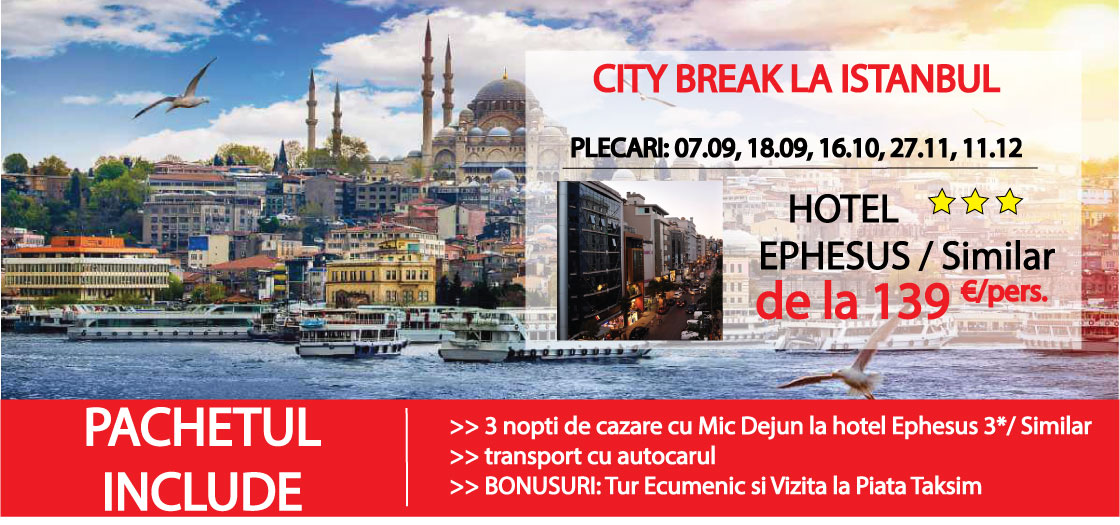 CITY BREAK LA ISTANBUL
PLECARI: 07.09, 18.09, 16.10, 27.11, 11.12
HOTEL
EPHESUS / Similar
de la 139 €/pers.
PACHETUL
INCLUDE
>> 3 nopti de cazare cu Mic Dejun la hotel Ephesus 3*/ Similar
>> transport cu autocarul
>> BONUSURI: Tur Ecumenic si Vizita la Piata Taksim